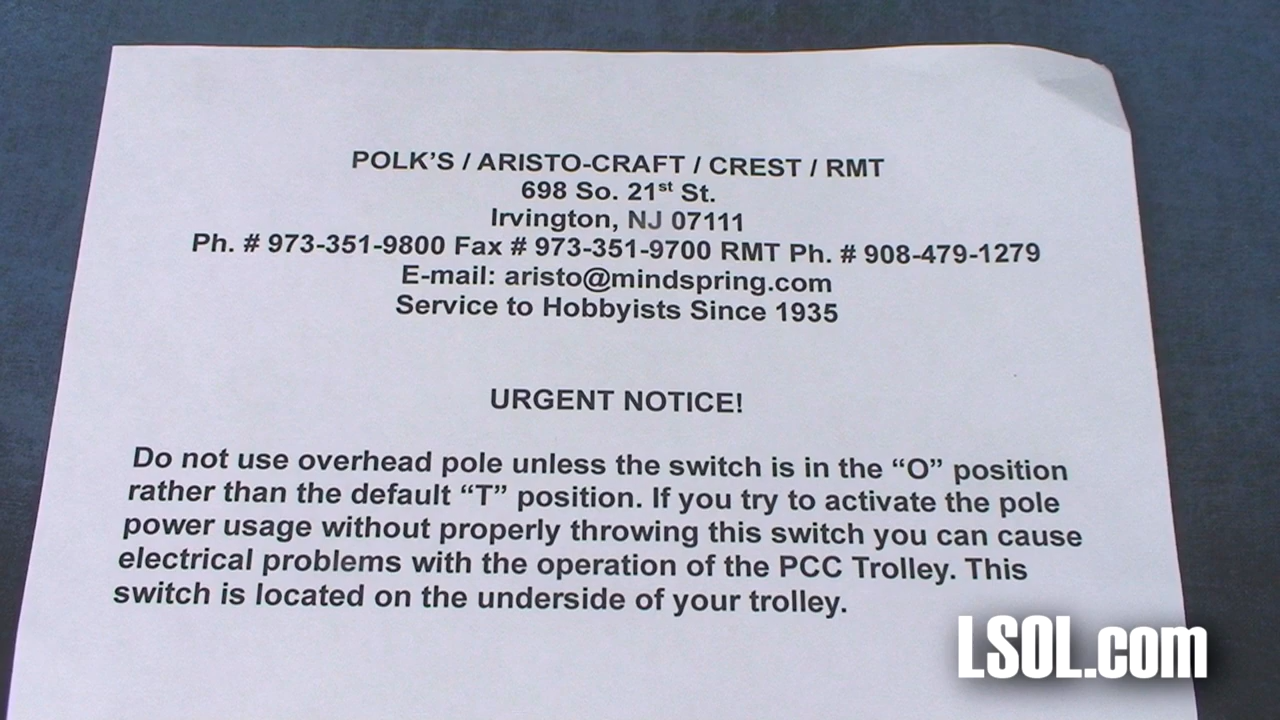 POLK'S / ARISTO-CRAFT / CREST / RMT
698 So. 21st St.
Irvington, NJ 07111
Ph. # 973-351-9800 Fax # 973-351-9700 RMT Ph. # 908-479-1279
E-mail: aristo@mindspring.com
Service to Hobbyists Since 1935
URGENT NOTICE!
Do not use overhead pole unless the switch is in the “O” position
rather than the default “T” position. If you try to activate the pole
power usage without properly throwing this switch you can cause
electrical problems with the operation of the PCC Trolley. This
switch is located on the underside of your trolley.
LSOL.com